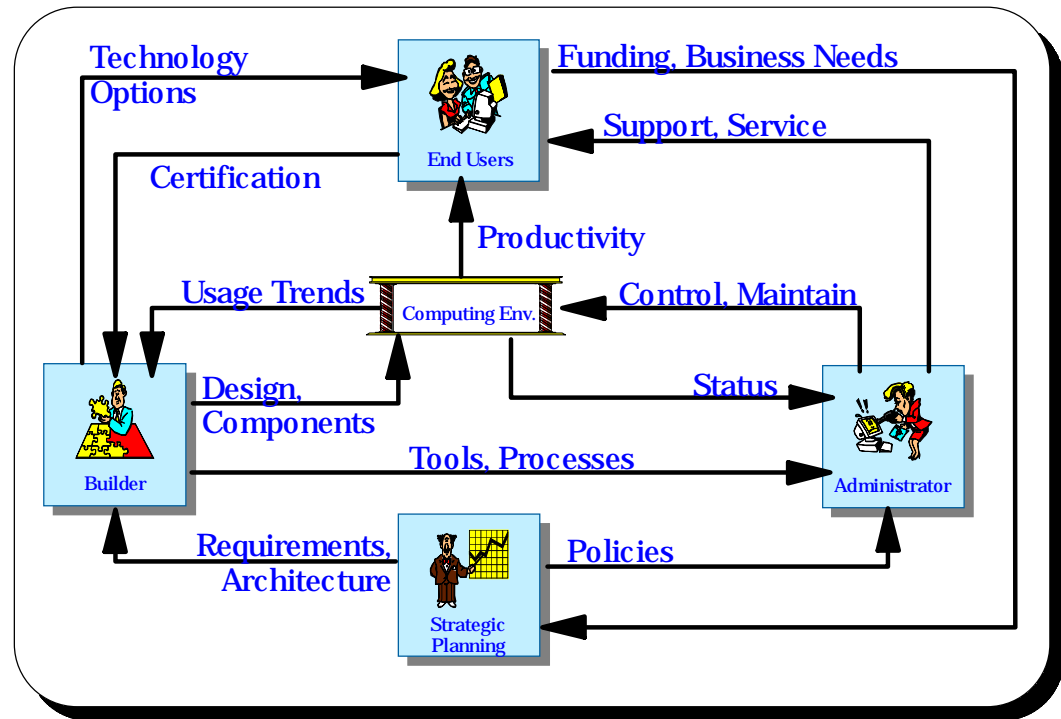 Technology
Options
Funding, Business Needs
Support, Service
End Users
Certification
Productivity
Usage Trends
Control, Maintain
Computing Env.
Design,
Components
Status
Tools, Processes
Builder
Administrator
Requirements,
Architecture
Policies
Strategic
Planning